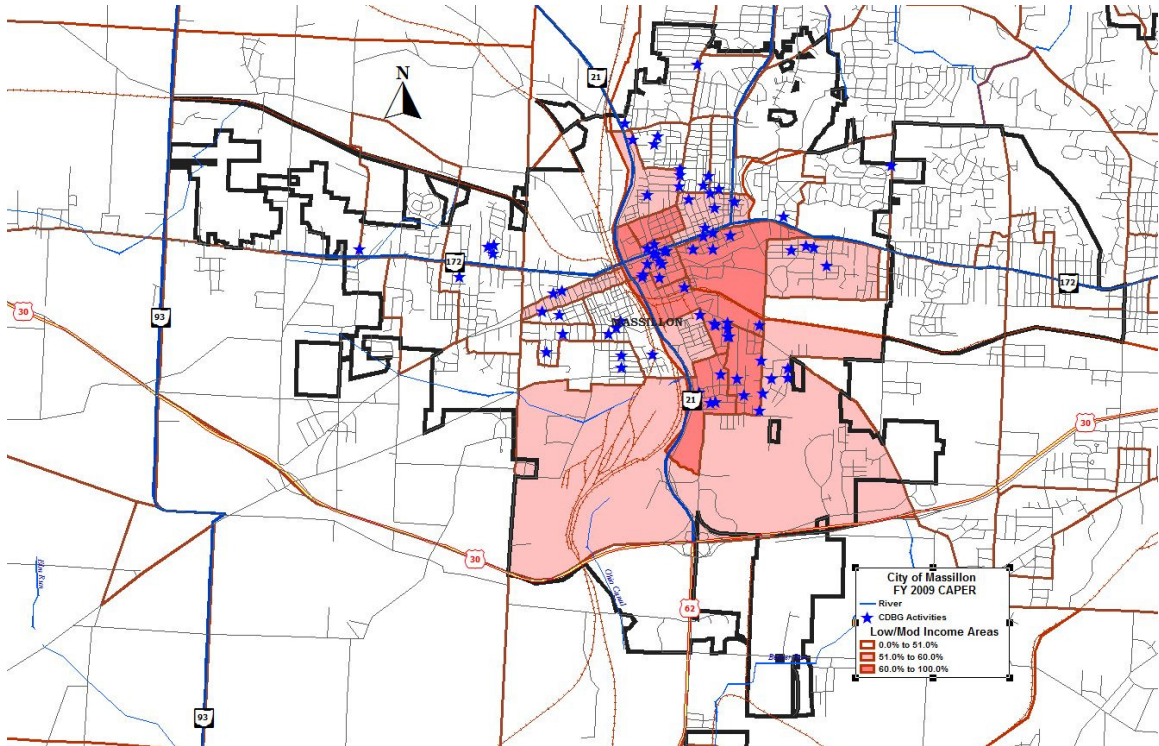 N
21
172
172
30
93
MASSILLON
21
30
30
Ohio Canal
62
93
City of Massillon
FY 2009 CAPER
River
CDBG Activities
Low/Mod Income Areas
0.0% to 51.0%
51.0% to 60.0%
60.0% to 100.0%